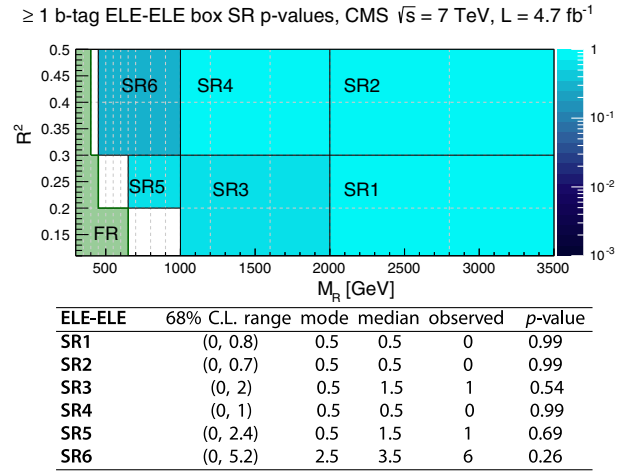 ≥ 1 b-tag ELE-ELE box SR p-values, CMS √s = 7 TeV, L = 4.7 fb⁻¹
0.5
0.45
0.4
0.35
0.3
0.25
0.2
0.15
R²
SR6
SR4
SR2
SR5
SR3
SR1
FR
1
10⁻¹
10⁻²
10⁻³
500 1000 1500 2000 2500 3000 3500
M_R [GeV]
ELE-ELE 68% C.L. range mode median observed p-value
SR1 (0, 0.8) 0.5 0.5 0 0.99
SR2 (0, 0.7) 0.5 0.5 0 0.99
SR3 (0, 2) 0.5 1.5 1 0.54
SR4 (0, 1) 0.5 0.5 0 0.99
SR5 (0, 2.4) 0.5 1.5 1 0.69
SR6 (0, 5.2) 2.5 3.5 6 0.26